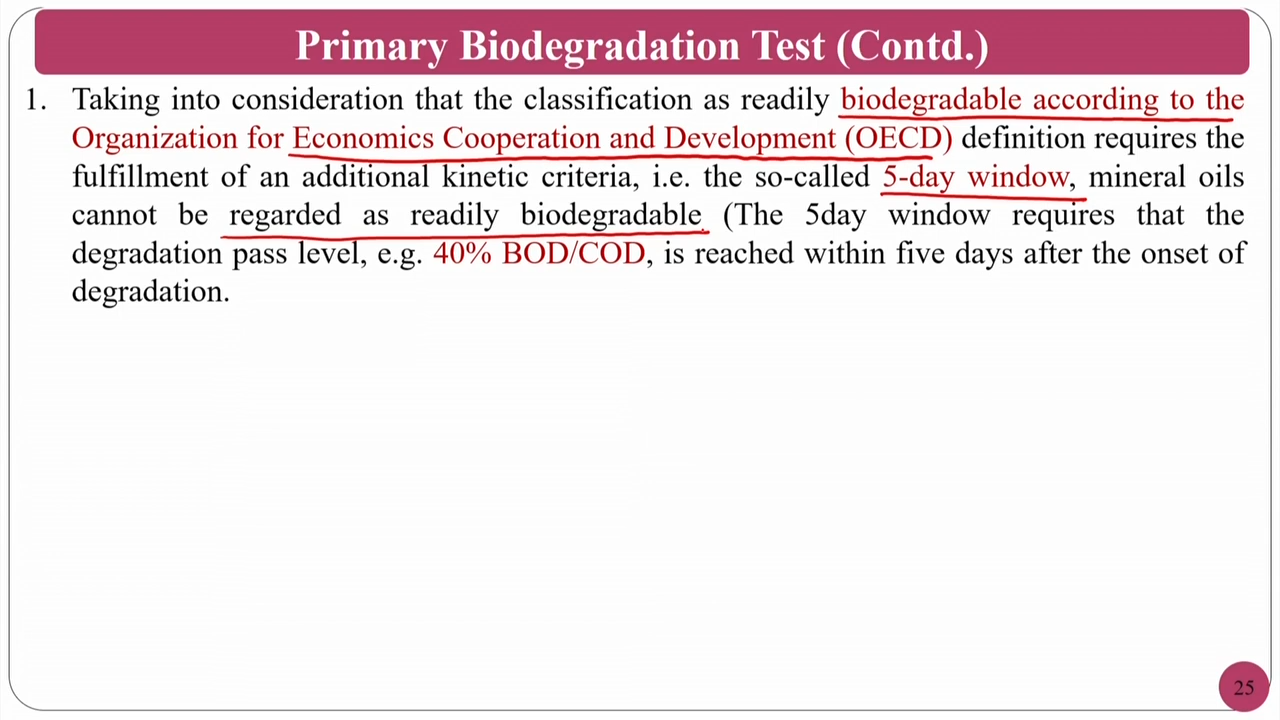 Primary Biodegradation Test (Contd.)
1. Taking into consideration that the classification as readily biodegradable according to the
Organization for Economics Cooperation and Development (OECD) definition requires the
fulfillment of an additional kinetic criteria, i.e. the so-called 5-day window, mineral oils
cannot be regarded as readily biodegradable (The 5day window requires that the
degradation pass level, e.g. 40% BOD/COD, is reached within five days after the onset of
degradation.
25